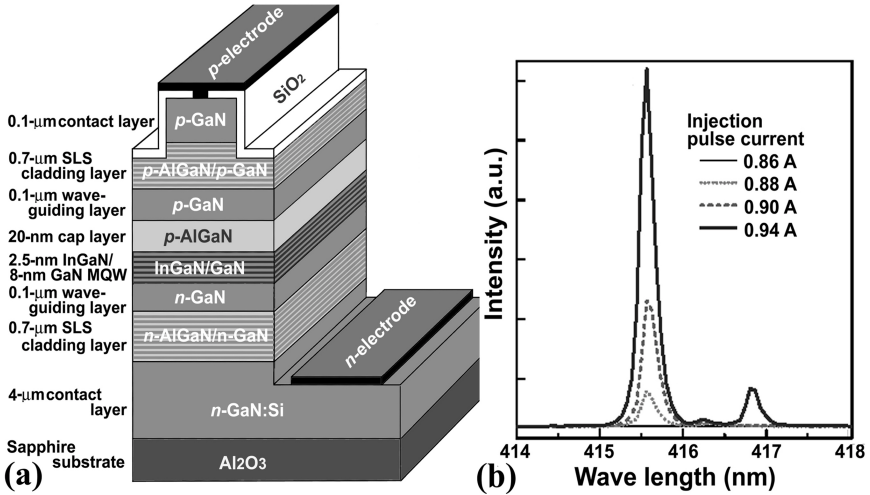 p-electrode
SiO2
0.1-μm contact layer
p-GaN
0.7-μm SLS
cladding layer
p-AlGaN/p-GaN
0.1-μm wave-
guiding layer
p-GaN
20-nm cap layer
p-AlGaN
2.5-nm InGaN/
8-nm GaN MQW
InGaN/GaN
0.1-μm wave-
guiding layer
n-GaN
0.7-μm SLS
cladding layer
n-AlGaN/n-GaN
n-electrode
4-μm contact
layer
n-GaN:Si
Sapphire
substrate
Al2O3
(a)
Intensity (a.u.)
Injection
pulse current
0.86 A
0.88 A
0.90 A
0.94 A
414 415 416 417 418
Wave length (nm)
(b)